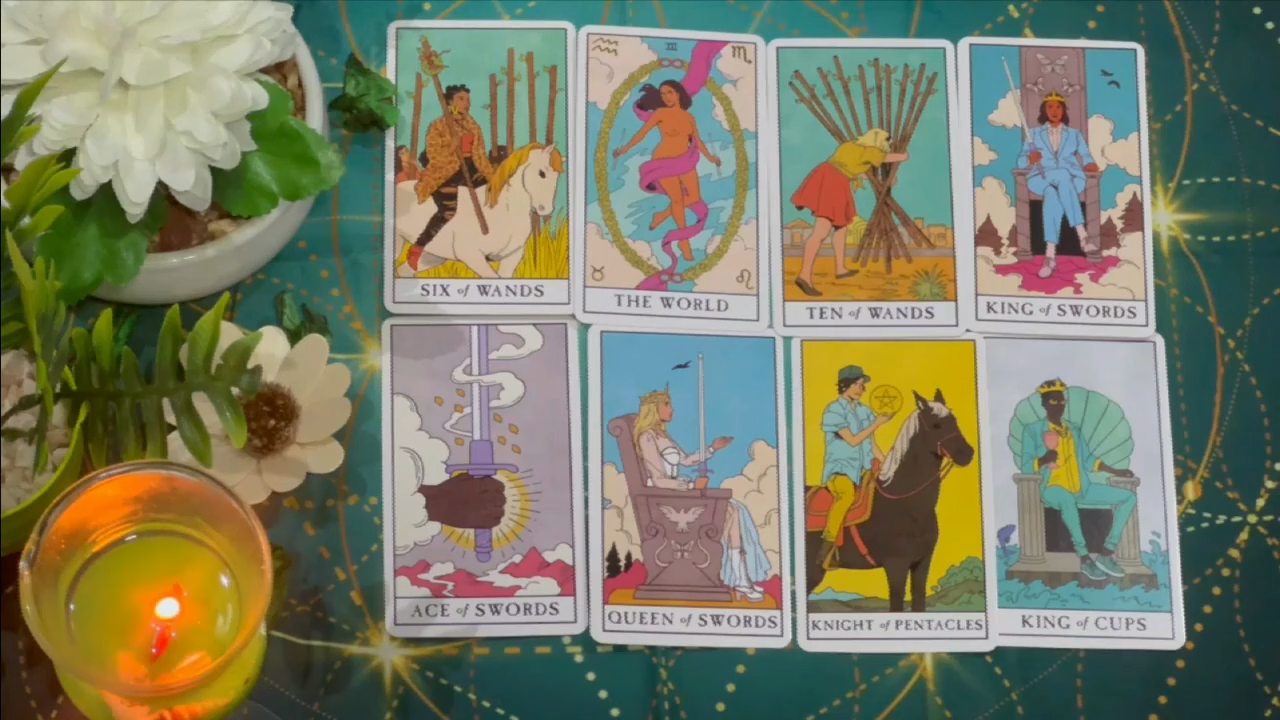 SIX of WANDS
THE WORLD
TEN of WANDS
KING of SWORDS
ACE of SWORDS
QUEEN of SWORDS
KNIGHT of PENTACLES
KING of CUPS